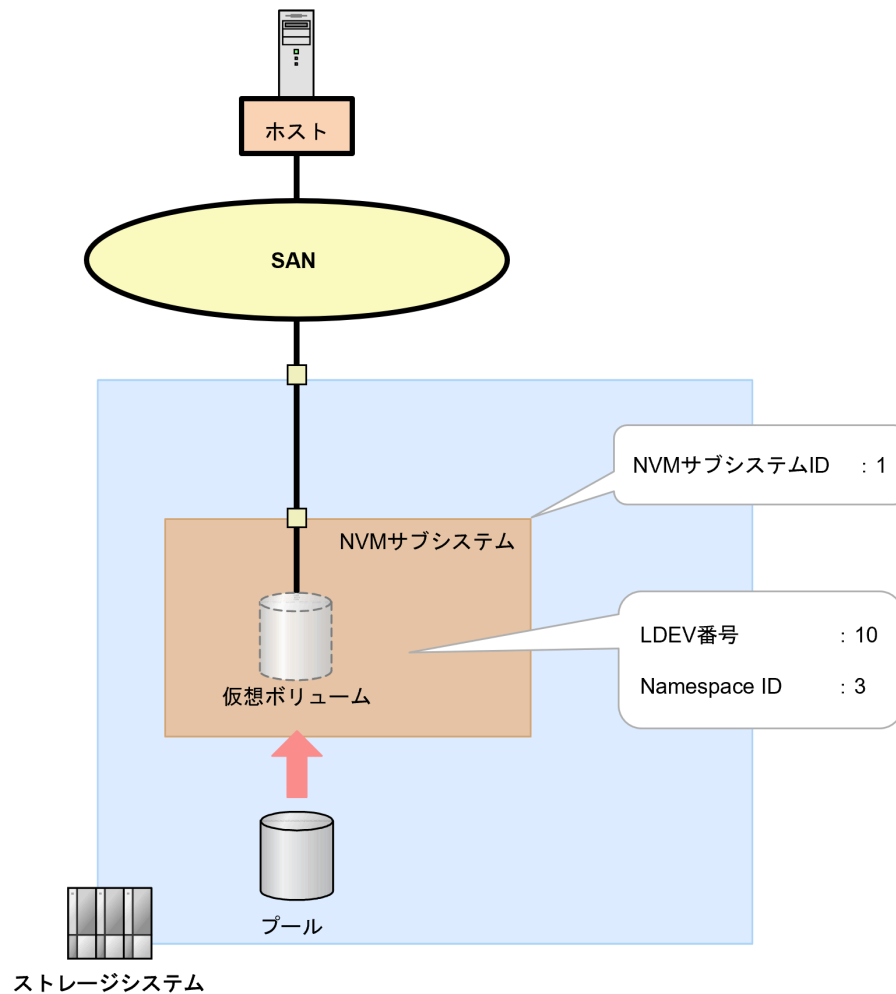 ホスト
SAN
NVMサブシステムID : 1
NVMサブシステム
LDEV番号 : 10
Namespace ID : 3
仮想ボリューム
プール
ストレージシステム